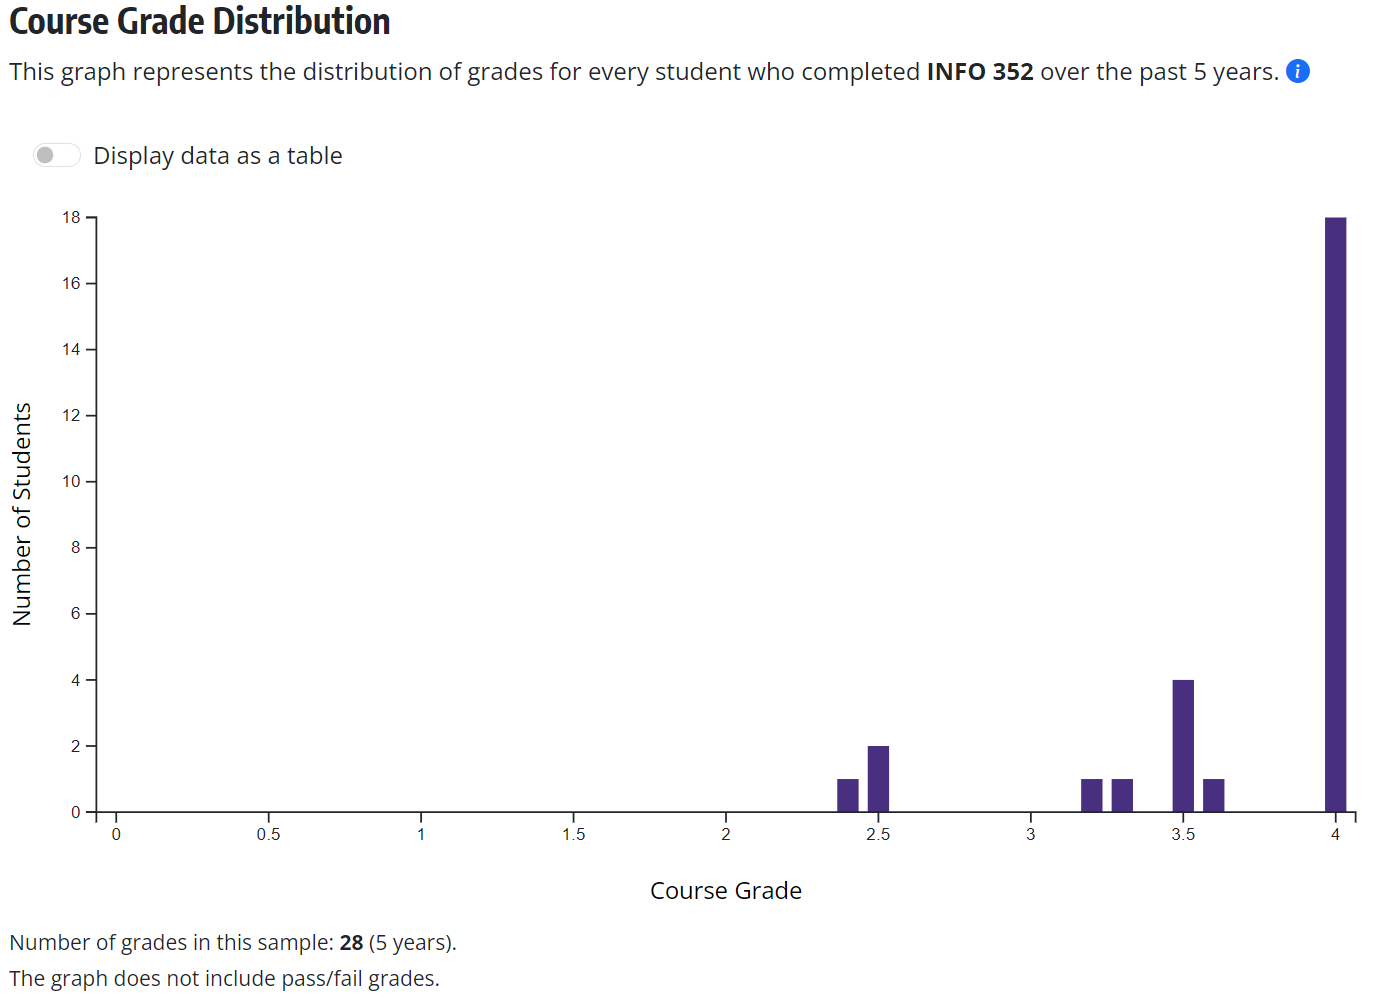 Course Grade Distribution
This graph represents the distribution of grades for every student who completed INFO 352 over the past 5 years. i
Display data as a table
18
16
14
12
10
8
6
4
2
0
Number of Students
0 0.5 1 1.5 2 2.5 3 3.5 4
Course Grade
Number of grades in this sample: 28 (5 years).
The graph does not include pass/fail grades.